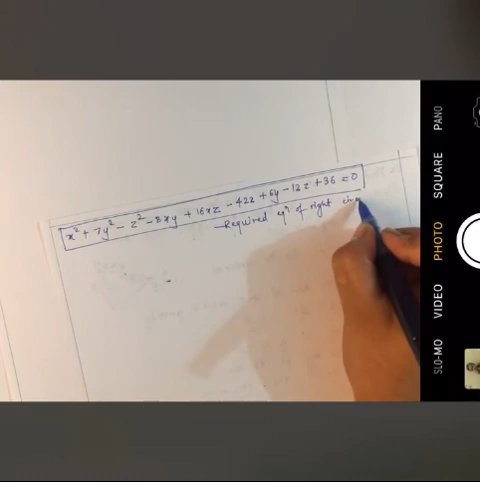 x² + 7y² - z² - 8xy + 16xz - 42x + 6y - 12z + 36 = 0
Required eqⁿ of right
PANO
SQUARE
PHOTO
VIDEO
SLO-MO